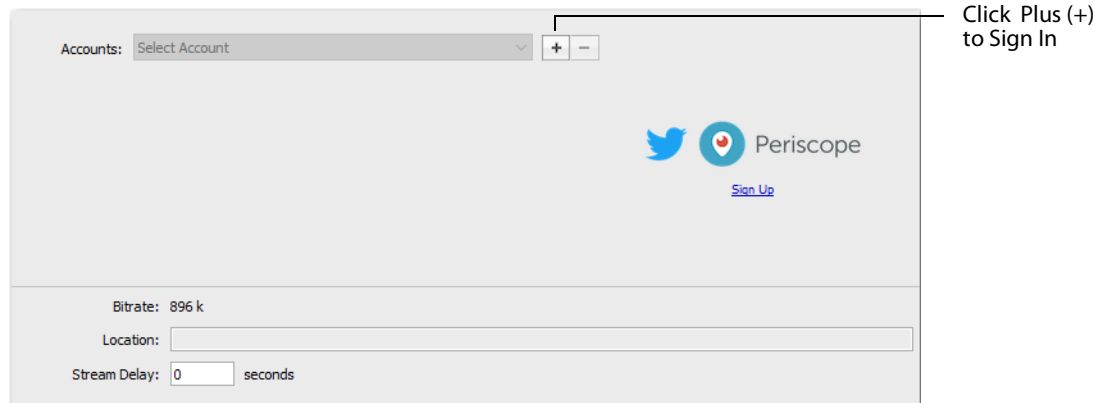 Click Plus (+)
to Sign In
Accounts: Select Account
+ −
Periscope
Sign Up
Bitrate: 896 k
Location:
Stream Delay: 0 seconds